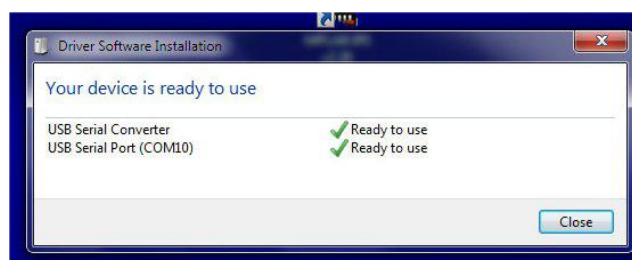 Driver Software Installation
Your device is ready to use
USB Serial Converter Ready to use
USB Serial Port (COM10) Ready to use
Close